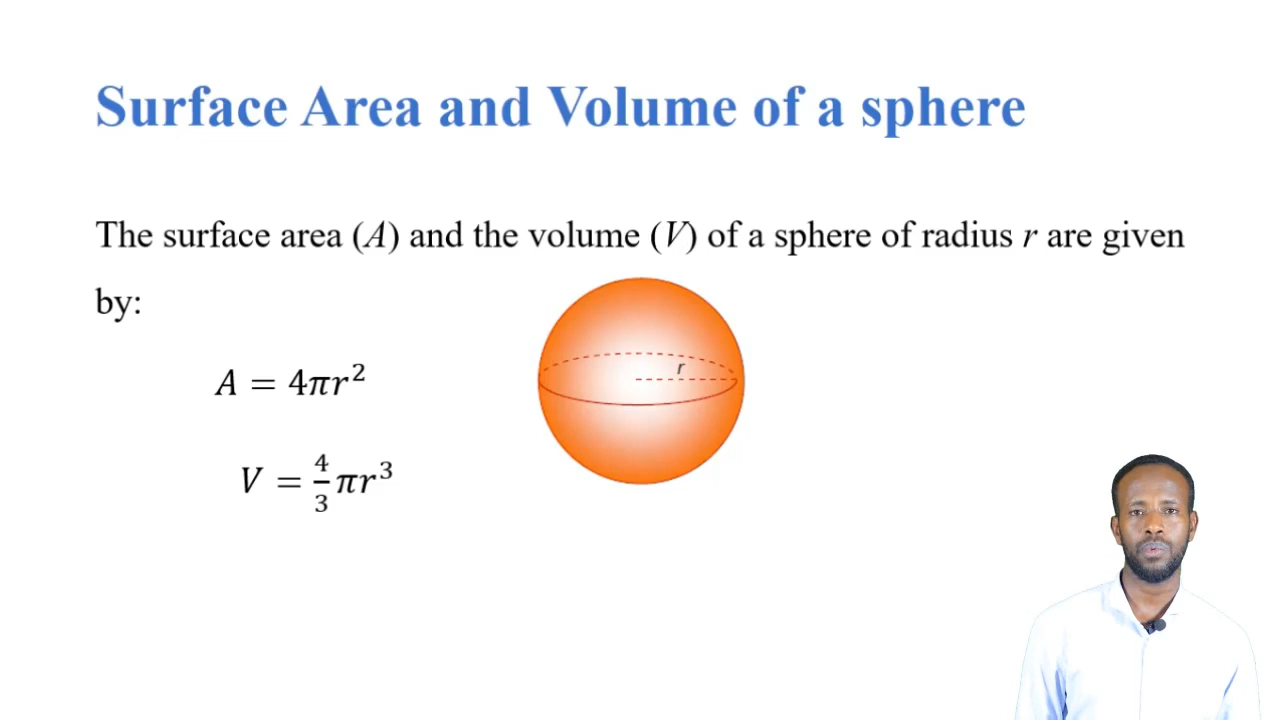 Surface Area and Volume of a sphere
The surface area (A) and the volume (V) of a sphere of radius r are given
by:
r
A = 4πr²
V = 4/3 πr³